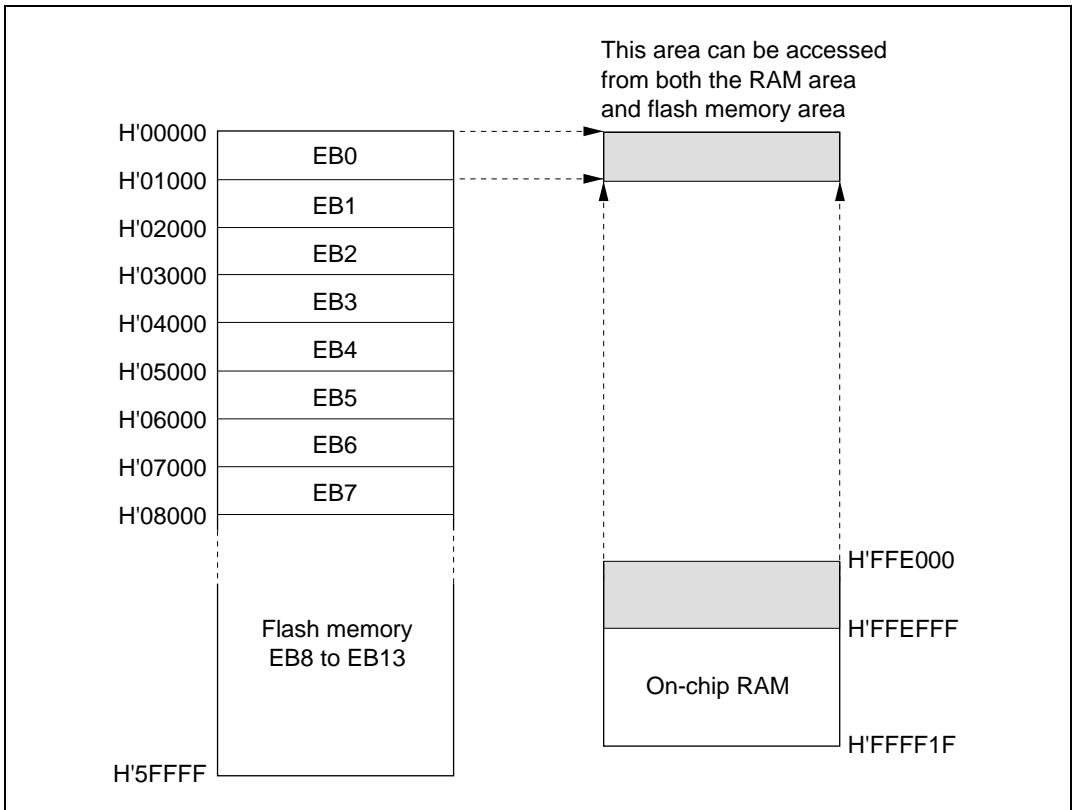 This area can be accessed
from both the RAM area
and flash memory area
H'00000
EB0
H'01000
EB1
H'02000
EB2
H'03000
EB3
H'04000
EB4
H'05000
EB5
H'06000
EB6
H'07000
EB7
H'08000
H'FFE000
Flash memory
EB8 to EB13
H'FFEFFF
On-chip RAM
H'FFFF1F
H'5FFFF